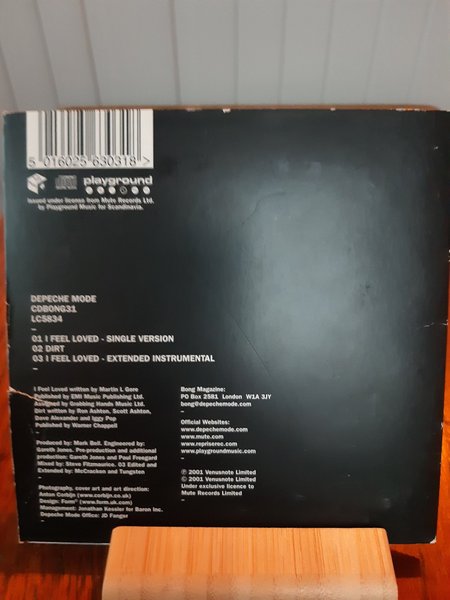 5 016025 630318 >
playground
Issued under license from Mute Records Ltd.
by Playground Music for Scandinavia.
DEPECHE MODE
CDBONG31
LC5834
–
01 I FEEL LOVED - SINGLE VERSION
02 DIRT
03 I FEEL LOVED - EXTENDED INSTRUMENTAL
–
I Feel Loved written by Martin L Gore
Published by EMI Music Publishing Ltd.
Assigned by Grabbing Hands Music Ltd.
Dirt written by Ron Ashton, Scott Ashton,
Dave Alexander and Iggy Pop
Published by Warner Chappell
–
Produced by: Mark Bell. Engineered by:
Gareth Jones. Pre-production and additional
production: Gareth Jones and Paul Freegard
Mixed by: Steve Fitzmaurice. 03 Edited and
Extended by: McCracken and Tungsten
–
Photography, cover art and art direction:
Anton Corbijn (www.corbijn.co.uk)
Design: Form® (www.form.uk.com)
Management: Jonathan Kessler for Baron Inc.
Depeche Mode Office: JD Fanger
–
Bong Magazine:
PO Box 2581 London W1A 3JY
bong@depechemode.com
–
Official Websites:
www.depechemode.com
www.mute.com
www.repriserec.com
www.playgroundmusic.com
–
℗ 2001 Venusnote Limited
© 2001 Venusnote Limited
Under exclusive licence to
Mute Records Limited